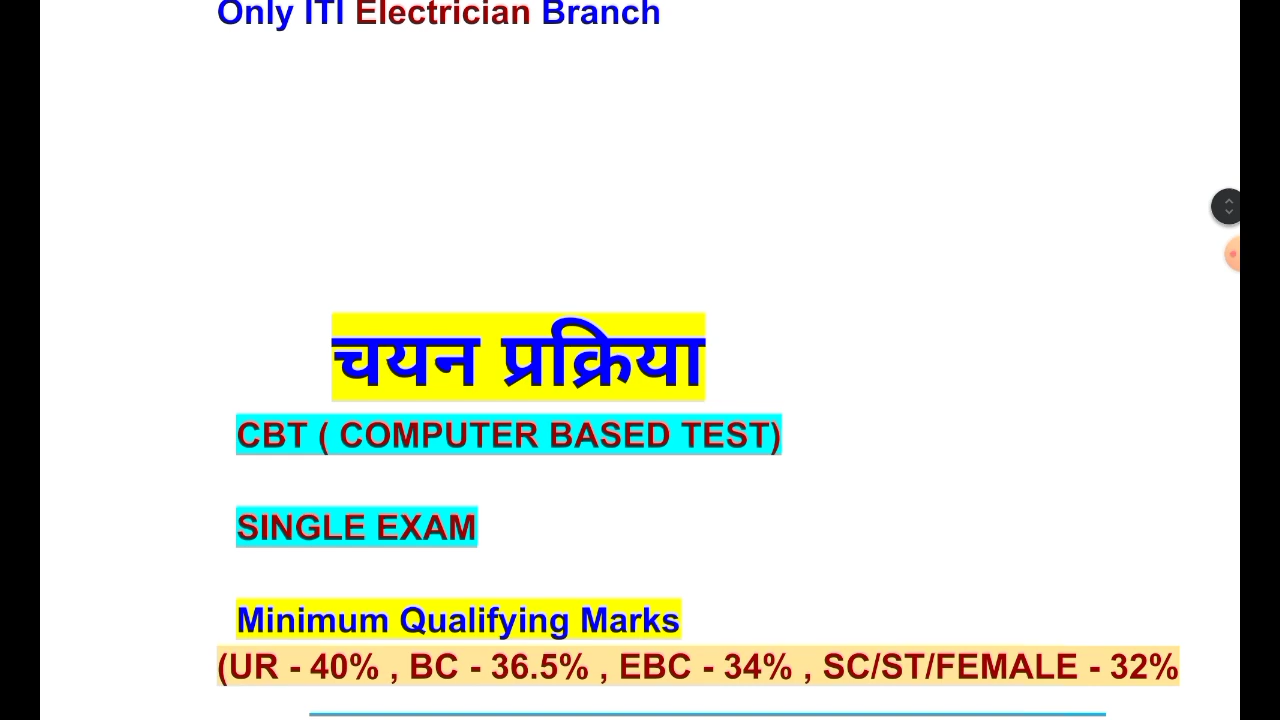 Only ITI Electrician Branch
चयन प्रक्रिया
CBT ( COMPUTER BASED TEST)
SINGLE EXAM
Minimum Qualifying Marks
(UR - 40% , BC - 36.5% , EBC - 34% , SC/ST/FEMALE - 32%